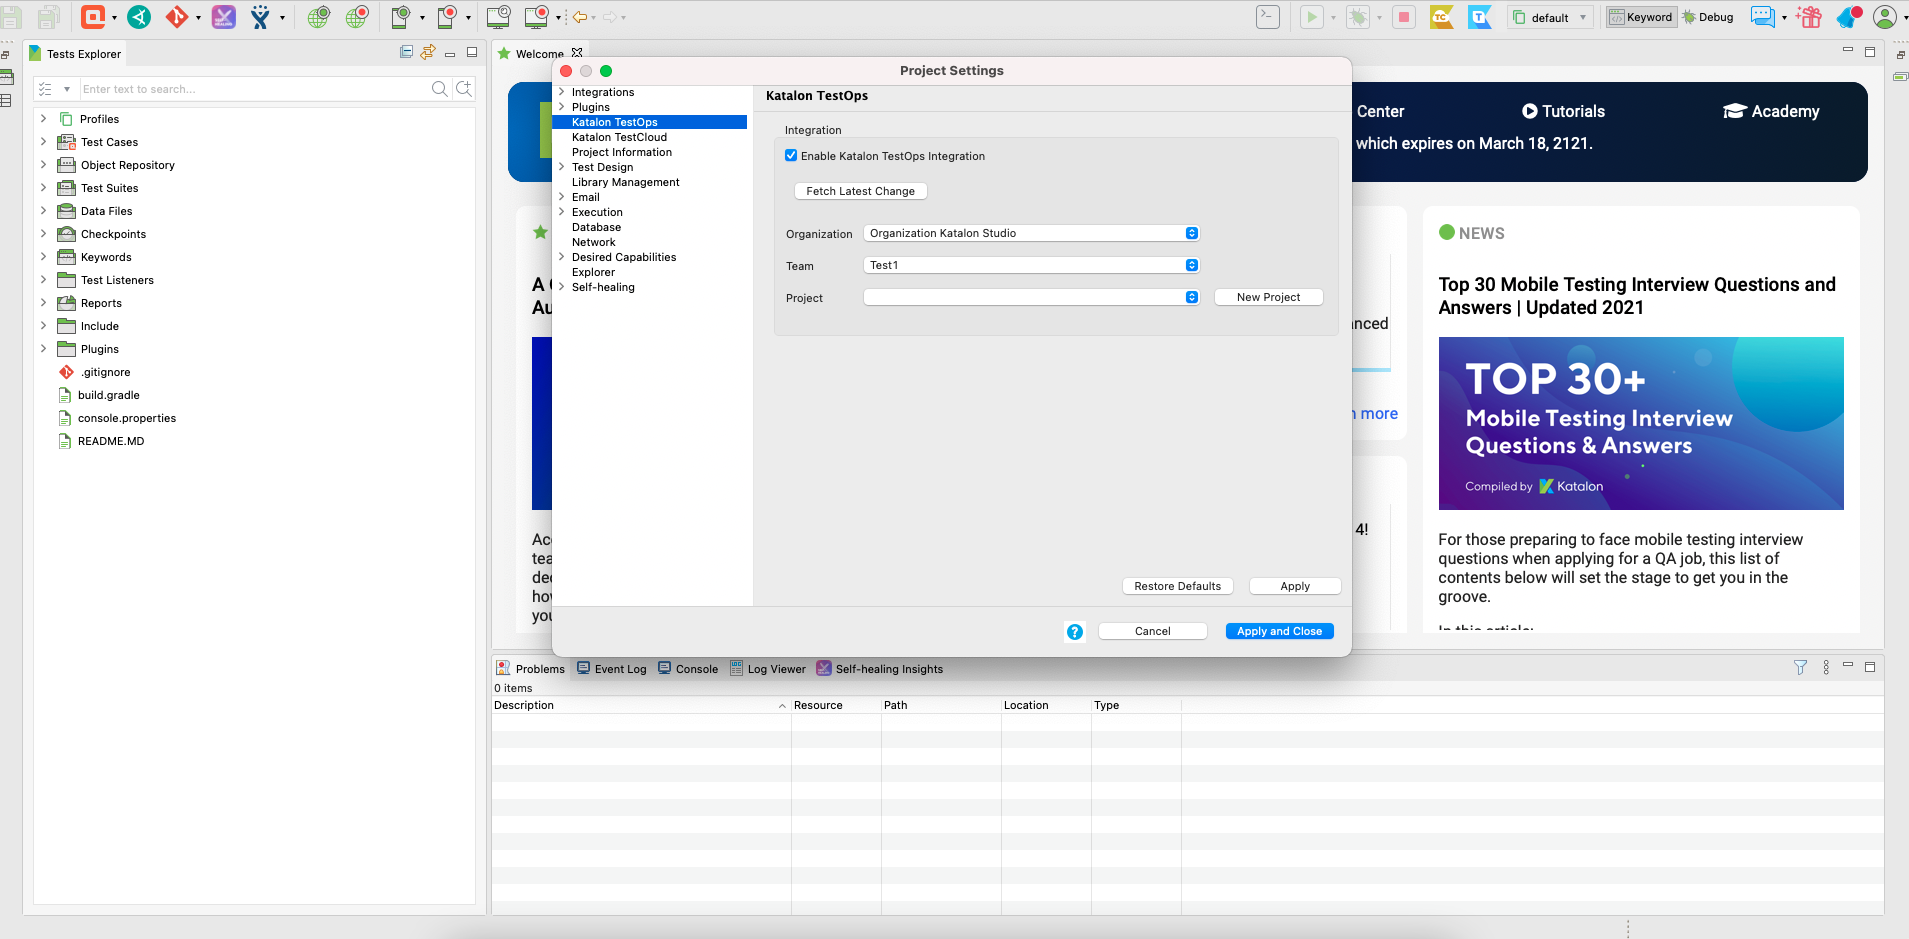 default
Keyword
Debug
Tests Explorer
Welcome
Enter text to search...
Profiles
Test Cases
Object Repository
Test Suites
Data Files
Checkpoints
Keywords
Test Listeners
Reports
Include
Plugins
.gitignore
build.gradle
console.properties
README.MD
Project Settings
Integrations
Plugins
Katalon TestOps
Katalon TestCloud
Project Information
Test Design
Library Management
Email
Execution
Database
Network
Desired Capabilities
Explorer
Self-healing
Katalon TestOps
Integration
Enable Katalon TestOps Integration
Fetch Latest Change
Organization
Organization Katalon Studio
Team
Test1
Project
New Project
Restore Defaults
Apply
?
Cancel
Apply and Close
Center
Tutorials
Academy
which expires on March 18, 2121.
A
Au
Ac
tea
de
ho
you
nced
more
4!
NEWS
Top 30 Mobile Testing Interview Questions and
Answers | Updated 2021
TOP 30+
Mobile Testing Interview
Questions & Answers
Compiled by Katalon
For those preparing to face mobile testing interview
questions when applying for a QA job, this list of
contents below will set the stage to get you in the
groove.
In this article:
Problems
Event Log
Console
Log Viewer
Self-healing Insights
0 items
Description
Resource
Path
Location
Type